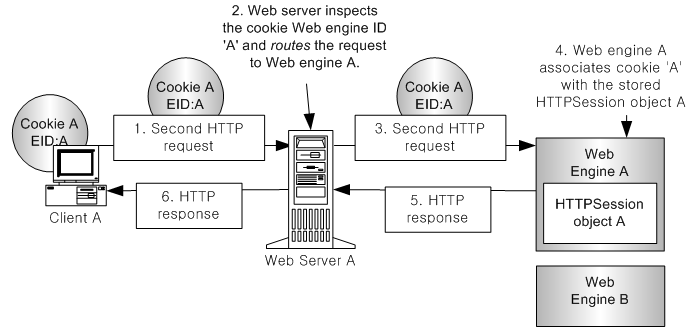 2. Web server inspects
the cookie Web engine ID
'A' and routes the request
to Web engine A.
4. Web engine A
associates cookie 'A'
with the stored
HTTPSession object A
Cookie A
EID:A
Cookie A
EID:A
Cookie A
EID:A
1. Second HTTP
request
3. Second HTTP
request
6. HTTP
response
5. HTTP
response
Client A
Web Server A
Web
Engine A
HTTPSession
object A
Web
Engine B